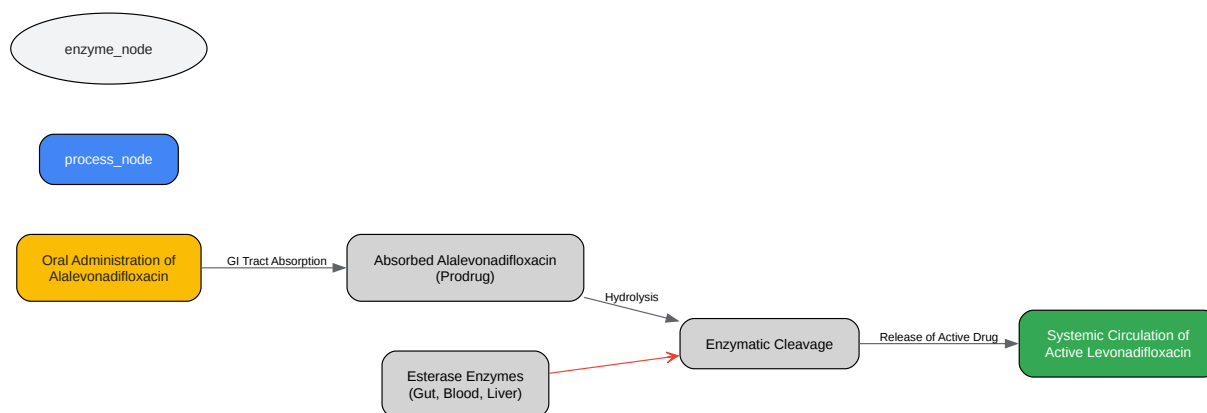 enzyme_node
process_node
Oral Administration of
Alalevonadifloxacin
GI Tract Absorption
Absorbed Alalevonadifloxacin
(Prodrug)
Hydrolysis
Esterase Enzymes
(Gut, Blood, Liver)
Enzymatic Cleavage
Release of Active Drug
Systemic Circulation of
Active Levonadifloxacin